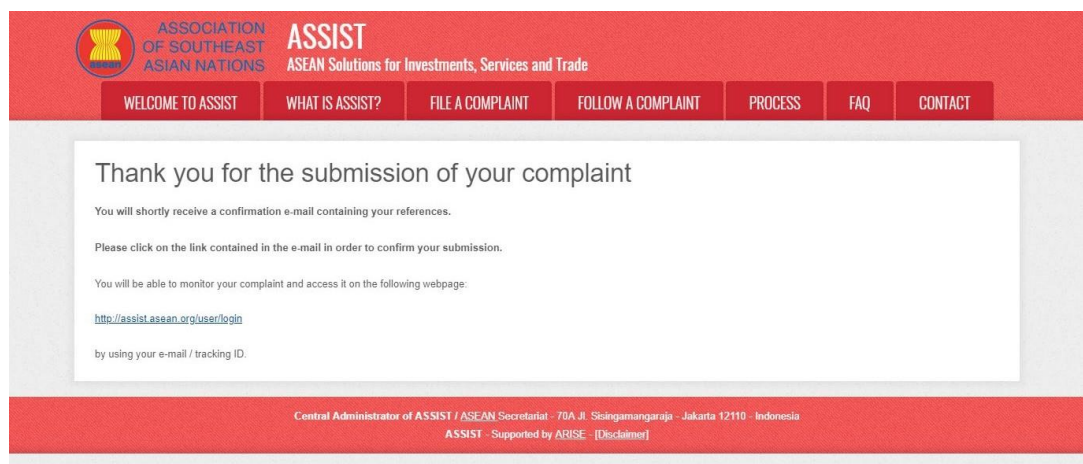 ASSOCIATION
OF SOUTHEAST
ASIAN NATIONS
asean
ASSIST
ASEAN Solutions for Investments, Services and Trade
WELCOME TO ASSIST WHAT IS ASSIST? FILE A COMPLAINT FOLLOW A COMPLAINT PROCESS FAQ CONTACT
Thank you for the submission of your complaint
You will shortly receive a confirmation e-mail containing your references.
Please click on the link contained in the e-mail in order to confirm your submission.
You will be able to monitor your complaint and access it on the following webpage:
http://assist.asean.org/user/login
by using your e-mail / tracking ID.
Central Administrator of ASSIST / ASEAN Secretariat - 70A Jl. Sisingamangaraja - Jakarta 12110 - Indonesia
ASSIST - Supported by ARISE - [Disclaimer]